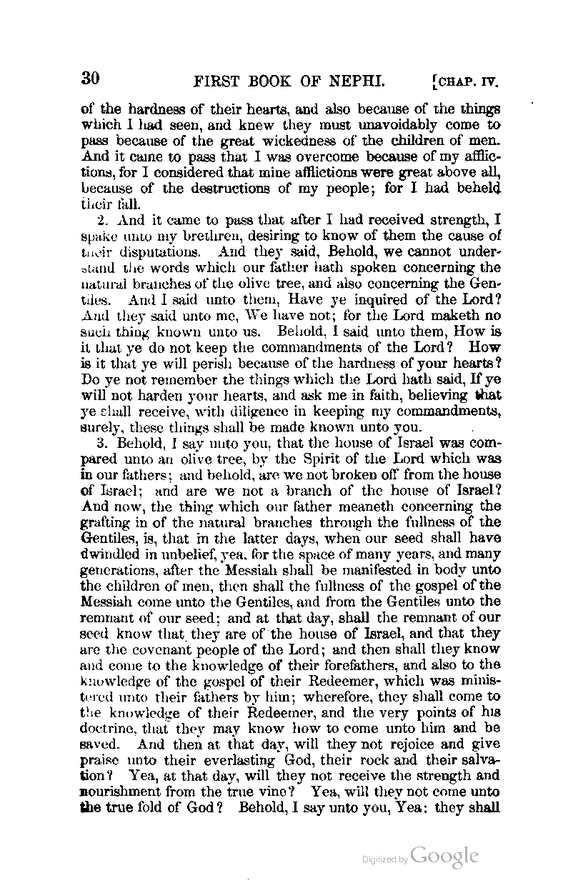 30 FIRST BOOK OF NEPHI. [CHAP. IV.
of the hardness of their hearts, and also because of the things
which I had seen, and knew they must unavoidably come to
pass because of the great wickedness of the children of men.
And it came to pass that I was overcome because of my afflic-
tions, for I considered that mine afflictions were great above all,
because of the destructions of my people; for I had beheld
their fall.
2. And it came to pass that after I had received strength, I
spake unto my brethren, desiring to know of them the cause of
their disputations. And they said, Behold, we cannot under-
stand the words which our father hath spoken concerning the
natural branches of the olive tree, and also concerning the Gen-
tiles. And I said unto them, Have ye inquired of the Lord?
And they said unto me, We have not; for the Lord maketh no
such thing known unto us. Behold, I said unto them, How is
it that ye do not keep the commandments of the Lord? How
is it that ye will perish because of the hardness of your hearts?
Do ye not remember the things which the Lord hath said, If ye
will not harden your hearts, and ask me in faith, believing that
ye shall receive, with diligence in keeping my commandments,
surely, these things shall be made known unto you.
3. Behold, I say unto you, that the house of Israel was com-
pared unto an olive tree, by the Spirit of the Lord which was
in our fathers; and behold, are we not broken off from the house
of Israel; and are we not a branch of the house of Israel?
And now, the thing which our father meaneth concerning the
grafting in of the natural branches through the fullness of the
Gentiles, is, that in the latter days, when our seed shall have
dwindled in unbelief, yea, for the space of many years, and many
generations, after the Messiah shall be manifested in body unto
the children of men, then shall the fullness of the gospel of the
Messiah come unto the Gentiles, and from the Gentiles unto the
remnant of our seed; and at that day, shall the remnant of our
seed know that they are of the house of Israel, and that they
are the covenant people of the Lord; and then shall they know
and come to the knowledge of their forefathers, and also to the
knowledge of the gospel of their Redeemer, which was minis-
tered unto their fathers by him; wherefore, they shall come to
the knowledge of their Redeemer, and the very points of his
doctrine, that they may know how to come unto him and be
saved. And then at that day, will they not rejoice and give
praise unto their everlasting God, their rock and their salva-
tion? Yea, at that day, will they not receive the strength and
nourishment from the true vine? Yea, will they not come unto
the true fold of God? Behold, I say unto you, Yea; they shall
Digitized by Google